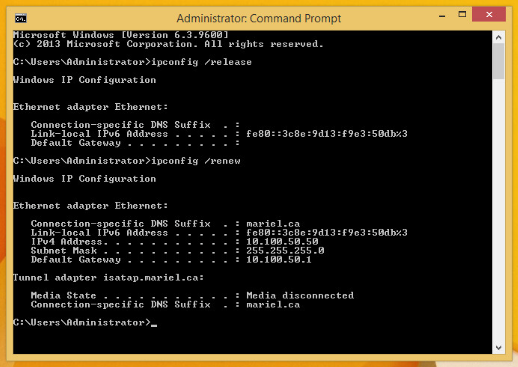 Administrator: Command Prompt
Microsoft Windows [Version 6.3.9600]
(c) 2013 Microsoft Corporation. All rights reserved.
C:\Users\Administrator>ipconfig /release
Windows IP Configuration
Ethernet adapter Ethernet:
Connection-specific DNS Suffix  . :
Link-local IPv6 Address . . . . . : fe80::3c8e:9d13:f9e3:50db%3
Default Gateway . . . . . . . . . :
C:\Users\Administrator>ipconfig /renew
Windows IP Configuration
Ethernet adapter Ethernet:
Connection-specific DNS Suffix  . : mariel.ca
Link-local IPv6 Address . . . . . : fe80::3c8e:9d13:f9e3:50db%3
IPv4 Address. . . . . . . . . . . : 10.100.50.50
Subnet Mask . . . . . . . . . . . : 255.255.255.0
Default Gateway . . . . . . . . . : 10.100.50.1
Tunnel adapter isatap.mariel.ca:
Media State . . . . . . . . . . . : Media disconnected
Connection-specific DNS Suffix  . : mariel.ca
C:\Users\Administrator>_